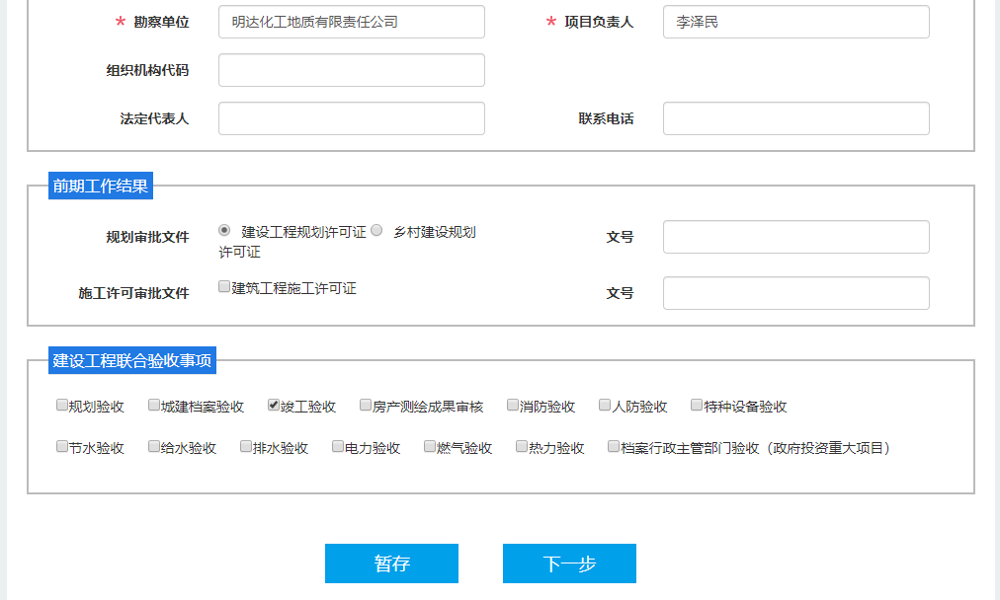 * 勘察单位 明达化工地质有限责任公司 * 项目负责人 李泽民
组织机构代码
法定代表人 联系电话
前期工作结果
规划审批文件 建设工程规划许可证 乡村建设规划 文号
许可证
施工许可审批文件 建筑工程施工许可证 文号
建设工程联合验收事项
规划验收 城建档案验收 竣工验收 房产测绘成果审核 消防验收 人防验收 特种设备验收
节水验收 给水验收 排水验收 电力验收 燃气验收 热力验收 档案行政主管部门验收（政府投资重大项目）
暂存 下一步